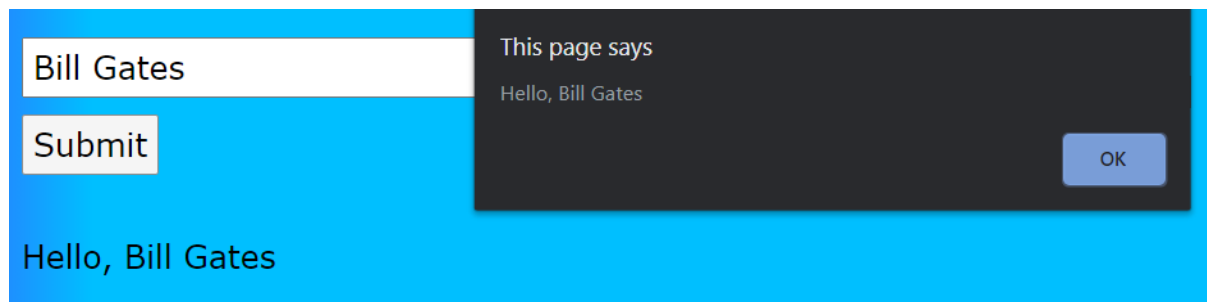 Bill Gates
Submit
Hello, Bill Gates
This page says
Hello, Bill Gates
OK